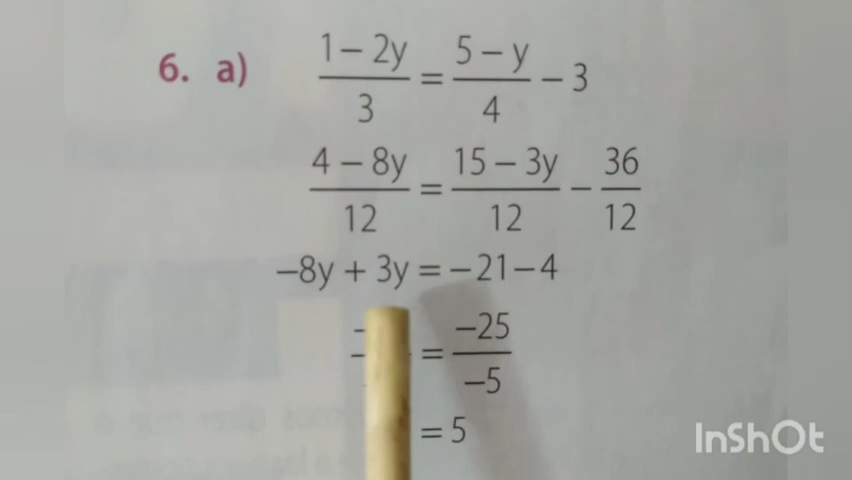 6. a) (1 – 2y)/3 = (5 – y)/4 – 3
(4 – 8y)/12 = (15 – 3y)/12 – 36/12
–8y + 3y = –21–4
= –25/–5
= 5
InShOt